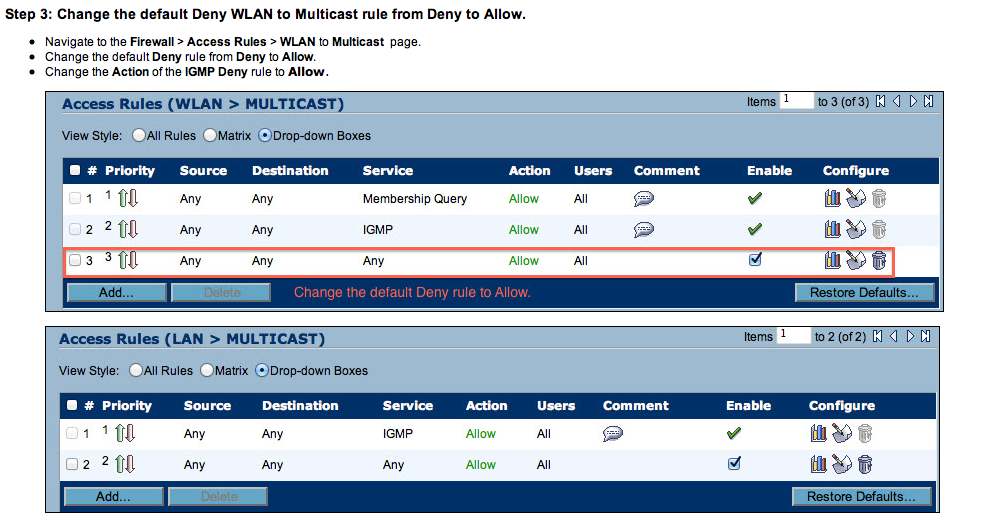 Step 3: Change the default Deny WLAN to Multicast rule from Deny to Allow.
• Navigate to the Firewall > Access Rules > WLAN to Multicast page.
• Change the default Deny rule from Deny to Allow.
• Change the Action of the IGMP Deny rule to Allow.
Access Rules (WLAN > MULTICAST) Items 1 to 3 (of 3)
View Style: All Rules Matrix Drop-down Boxes
# Priority Source Destination Service Action Users Comment Enable Configure
1 1 Any Any Membership Query Allow All
2 2 Any Any IGMP Allow All
3 3 Any Any Any Allow All
Add... Delete Change the default Deny rule to Allow. Restore Defaults...
Access Rules (LAN > MULTICAST) Items 1 to 2 (of 2)
View Style: All Rules Matrix Drop-down Boxes
# Priority Source Destination Service Action Users Comment Enable Configure
1 1 Any Any IGMP Allow All
2 2 Any Any Any Allow All
Add... Delete Restore Defaults...